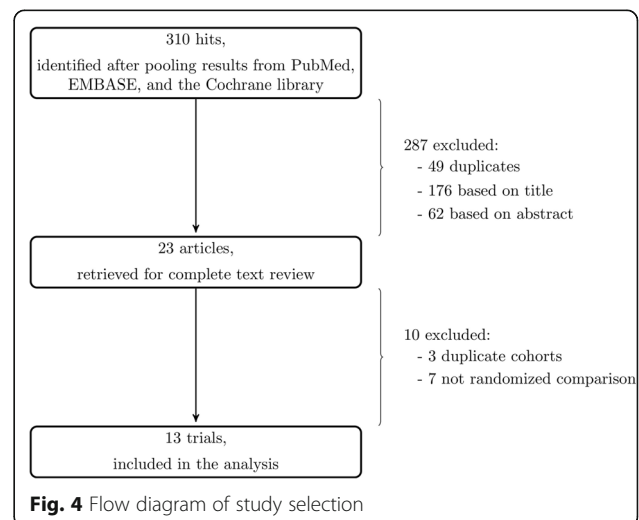 310 hits,
identified after pooling results from PubMed,
EMBASE, and the Cochrane library
287 excluded:
- 49 duplicates
- 176 based on title
- 62 based on abstract
23 articles,
retrieved for complete text review
10 excluded:
- 3 duplicate cohorts
- 7 not randomized comparison
13 trials,
included in the analysis
Fig. 4 Flow diagram of study selection